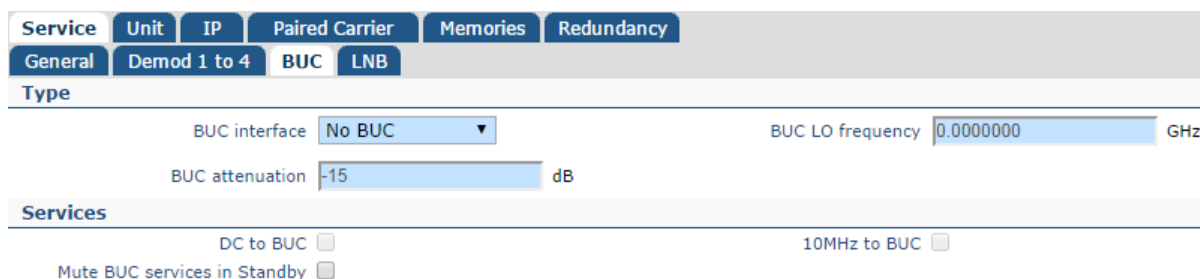 Service Unit IP Paired Carrier Memories Redundancy
General Demod 1 to 4 BUC LNB
Type
BUC interface No BUC BUC LO frequency 0.0000000 GHz
BUC attenuation -15 dB
Services
DC to BUC 10MHz to BUC
Mute BUC services in Standby